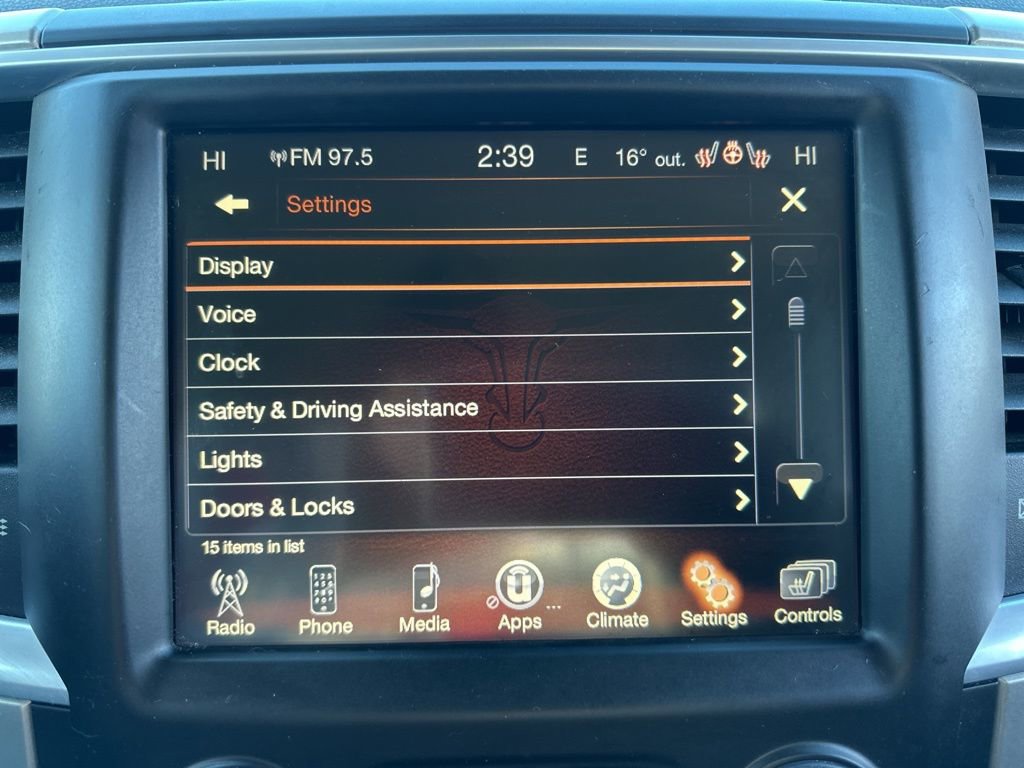 HI FM 97.5 2:39 E 16° out. HI
Settings
Display
Voice
Clock
Safety & Driving Assistance
Lights
Doors & Locks
15 items in list
Radio Phone Media Apps ... Climate Settings Controls